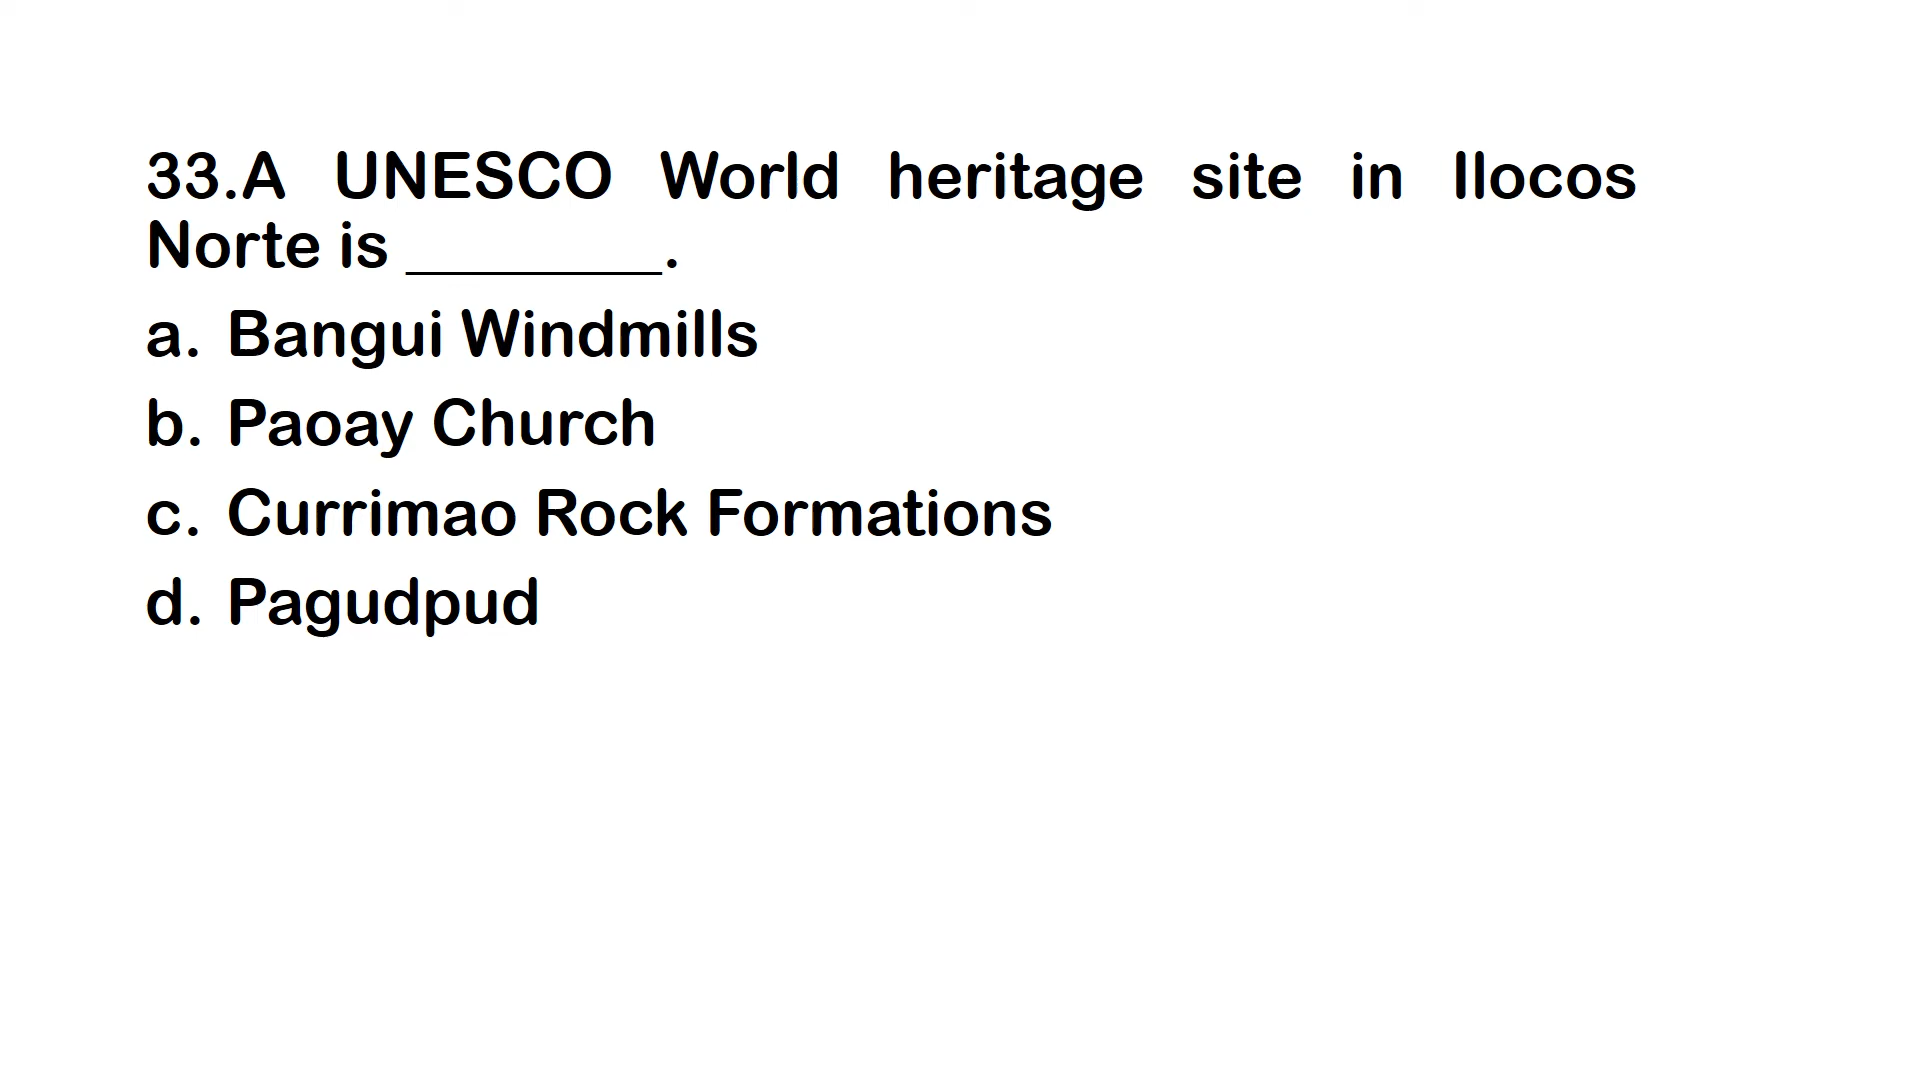 33.A UNESCO World heritage site in Ilocos
Norte is ________.
a. Bangui Windmills
b. Paoay Church
c. Currimao Rock Formations
d. Pagudpud